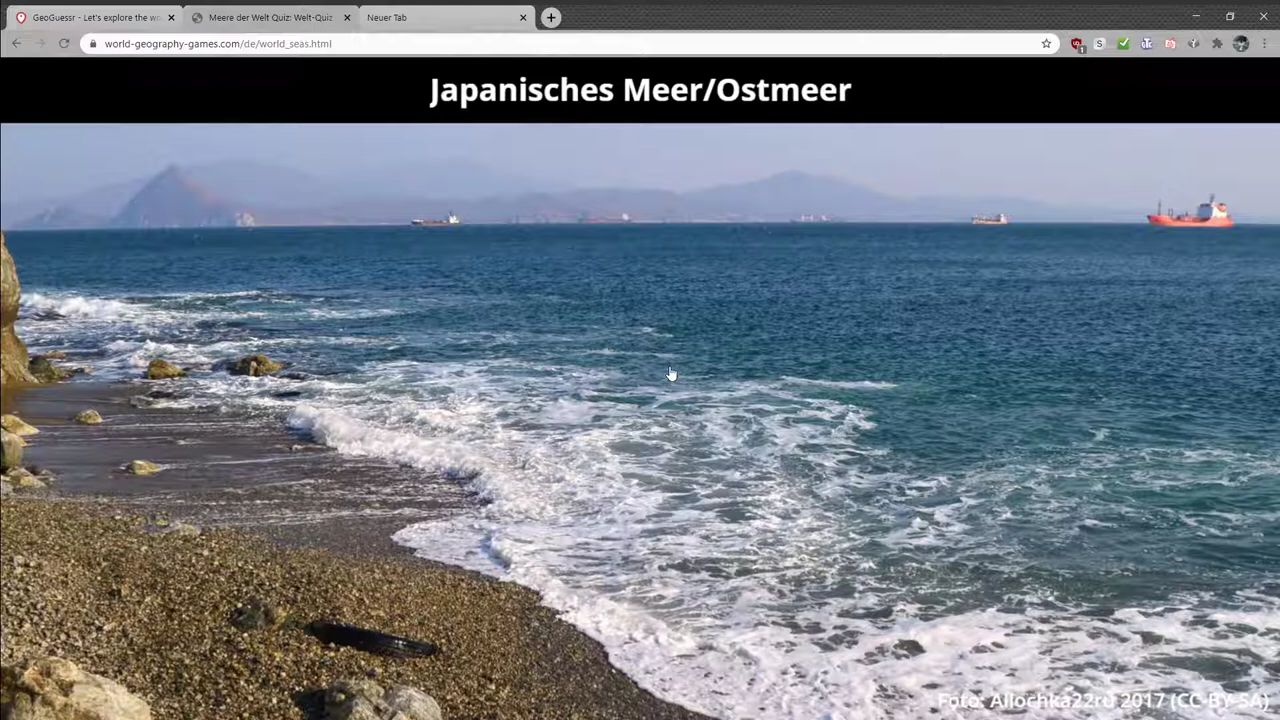 GeoGuessr - Let's explore the wo
Meere der Welt Quiz: Welt-Quiz
Neuer Tab
world-geography-games.com/de/world_seas.html
Japanisches Meer/Ostmeer
Foto: Allochka22ru 2017 (CC-BY-SA)